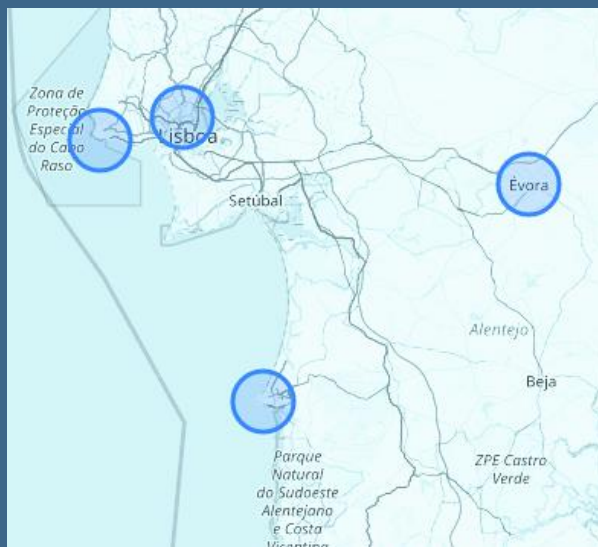 Zona de
Proteção
Especial
do Cabo
Raso
Lisboa
Évora
Setúbal
Alentejo
Beja
ZPE Castro
Verde
Parque
Natural
do Sudoeste
Alentejano
e Costa
Vicentina